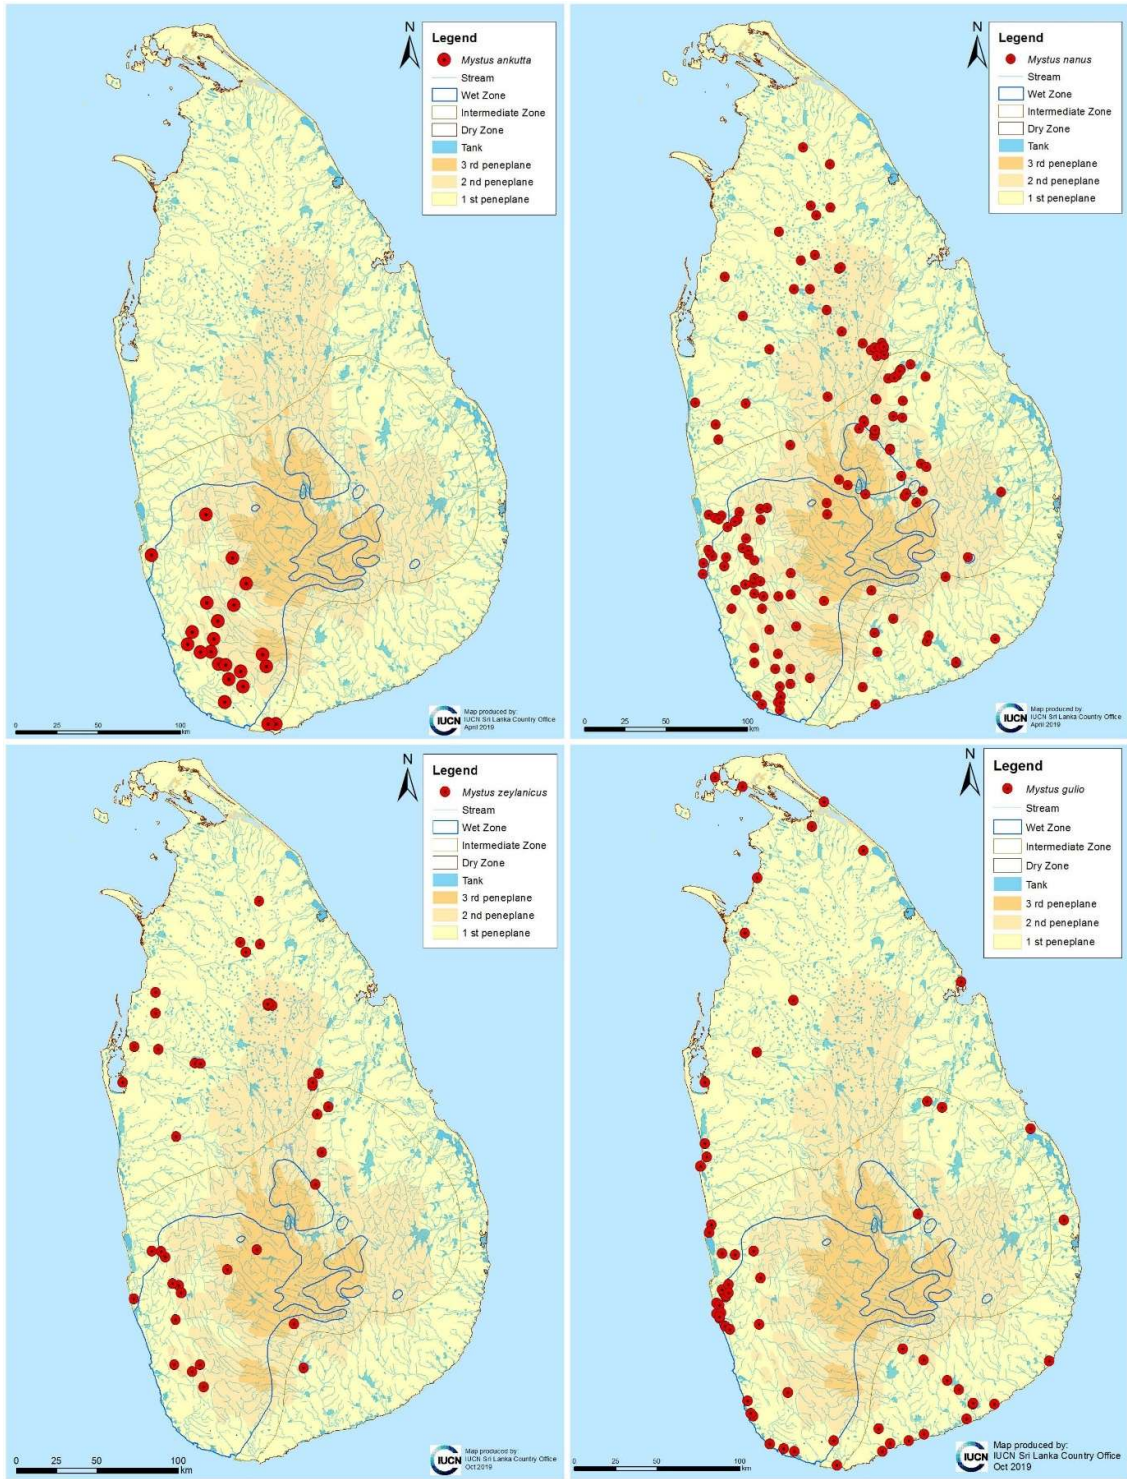 N
Legend
Mystus ankutta
Stream
Wet Zone
Intermediate Zone
Dry Zone
Tank
3 rd peneplane
2 nd peneplane
1 st peneplane
0 25 50 100
km
IUCN
Map produced by:
IUCN Sri Lanka Country Office
April 2019
N
Legend
Mystus nanus
Stream
Wet Zone
Intermediate Zone
Dry Zone
Tank
3 rd peneplane
2 nd peneplane
1 st peneplane
0 25 50 100
km
IUCN
Map produced by:
IUCN Sri Lanka Country Office
April 2019
N
Legend
Mystus zeylanicus
Stream
Wet Zone
Intermediate Zone
Dry Zone
Tank
3 rd peneplane
2 nd peneplane
1 st peneplane
0 25 50 100
km
IUCN
Map produced by:
IUCN Sri Lanka Country Office
Oct 2019
N
Legend
Mystus gulio
Stream
Wet Zone
Intermediate Zone
Dry Zone
Tank
3 rd peneplane
2 nd peneplane
1 st peneplane
0 25 50 100
km
IUCN
Map produced by:
IUCN Sri Lanka Country Office
Oct 2019